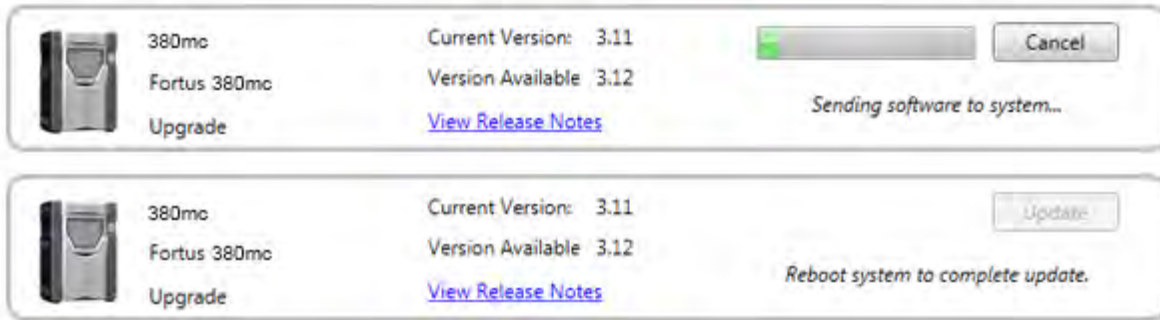 380mc
Current Version: 3.11
Cancel
Fortus 380mc
Version Available 3.12
Sending software to system...
Upgrade
View Release Notes
380mc
Current Version: 3.11
Update
Fortus 380mc
Version Available 3.12
Reboot system to complete update.
Upgrade
View Release Notes